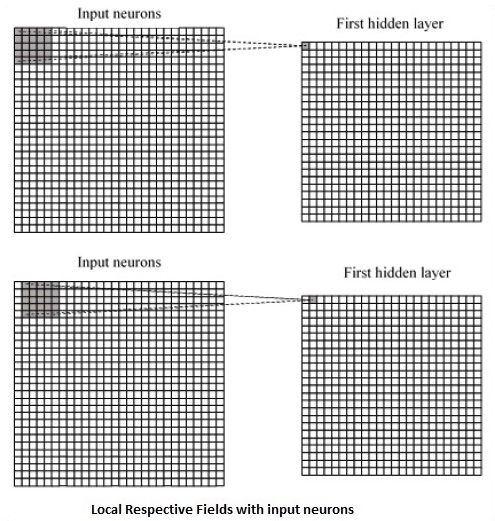 Input neurons
First hidden layer
Input neurons
First hidden layer
Local Respective Fields with input neurons